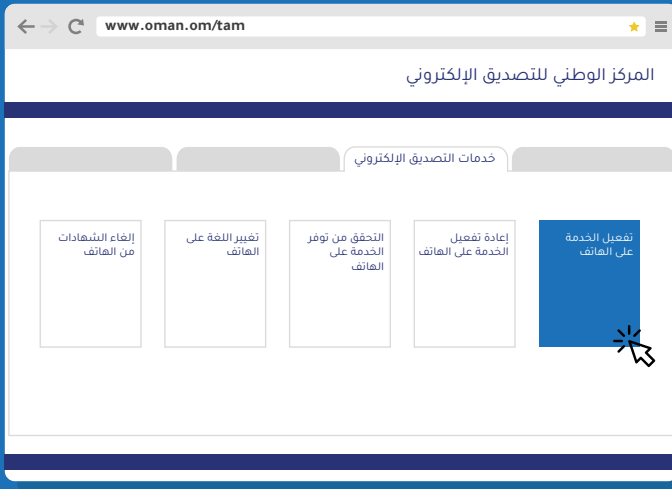 www.oman.om/tam
المركز الوطني للتصديق الإلكتروني
خدمات التصديق الإلكتروني
تفعيل الخدمة
على الهاتف
إعادة تفعيل
الخدمة على الهاتف
التحقق من توفر
الخدمة على
الهاتف
تغيير اللغة على
الهاتف
إلغاء الشهادات
من الهاتف